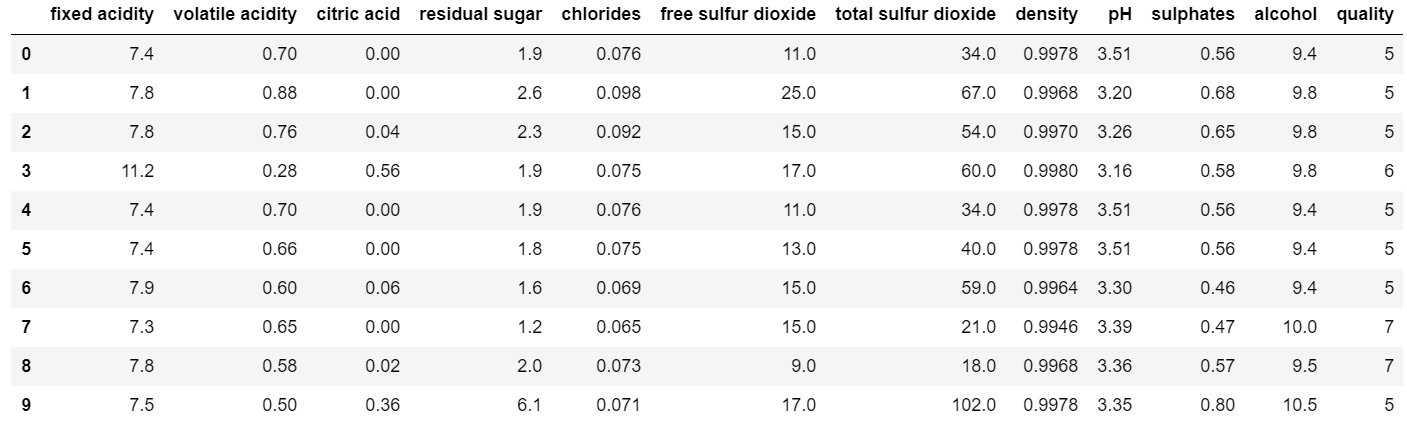 fixed acidity volatile acidity citric acid residual sugar chlorides free sulfur dioxide total sulfur dioxide density pH sulphates alcohol quality
0 7.4 0.70 0.00 1.9 0.076 11.0 34.0 0.9978 3.51 0.56 9.4 5
1 7.8 0.88 0.00 2.6 0.098 25.0 67.0 0.9968 3.20 0.68 9.8 5
2 7.8 0.76 0.04 2.3 0.092 15.0 54.0 0.9970 3.26 0.65 9.8 5
3 11.2 0.28 0.56 1.9 0.075 17.0 60.0 0.9980 3.16 0.58 9.8 6
4 7.4 0.70 0.00 1.9 0.076 11.0 34.0 0.9978 3.51 0.56 9.4 5
5 7.4 0.66 0.00 1.8 0.075 13.0 40.0 0.9978 3.51 0.56 9.4 5
6 7.9 0.60 0.06 1.6 0.069 15.0 59.0 0.9964 3.30 0.46 9.4 5
7 7.3 0.65 0.00 1.2 0.065 15.0 21.0 0.9946 3.39 0.47 10.0 7
8 7.8 0.58 0.02 2.0 0.073 9.0 18.0 0.9968 3.36 0.57 9.5 7
9 7.5 0.50 0.36 6.1 0.071 17.0 102.0 0.9978 3.35 0.80 10.5 5